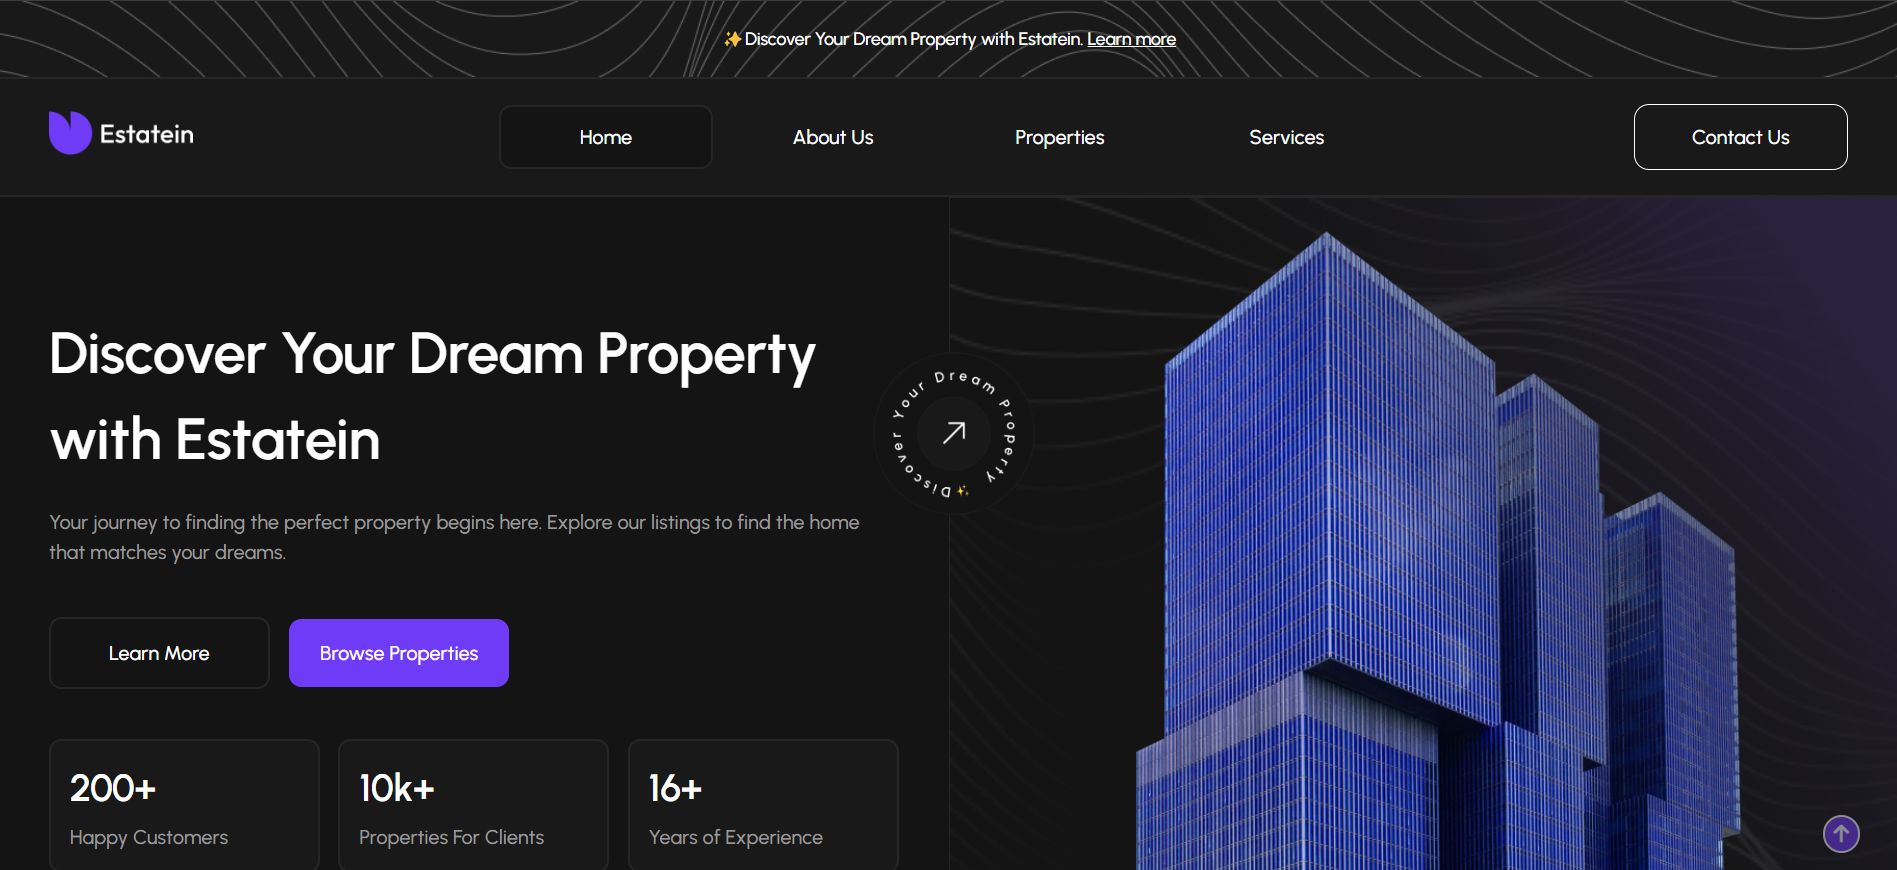 ✨Discover Your Dream Property with Estatein. Learn more
Estatein
Home
About Us
Properties
Services
Contact Us
Discover Your Dream Property
with Estatein
✨Discover Your Dream Property
Your journey to finding the perfect property begins here. Explore our listings to find the home
that matches your dreams.
Learn More
Browse Properties
200+
Happy Customers
10k+
Properties For Clients
16+
Years of Experience